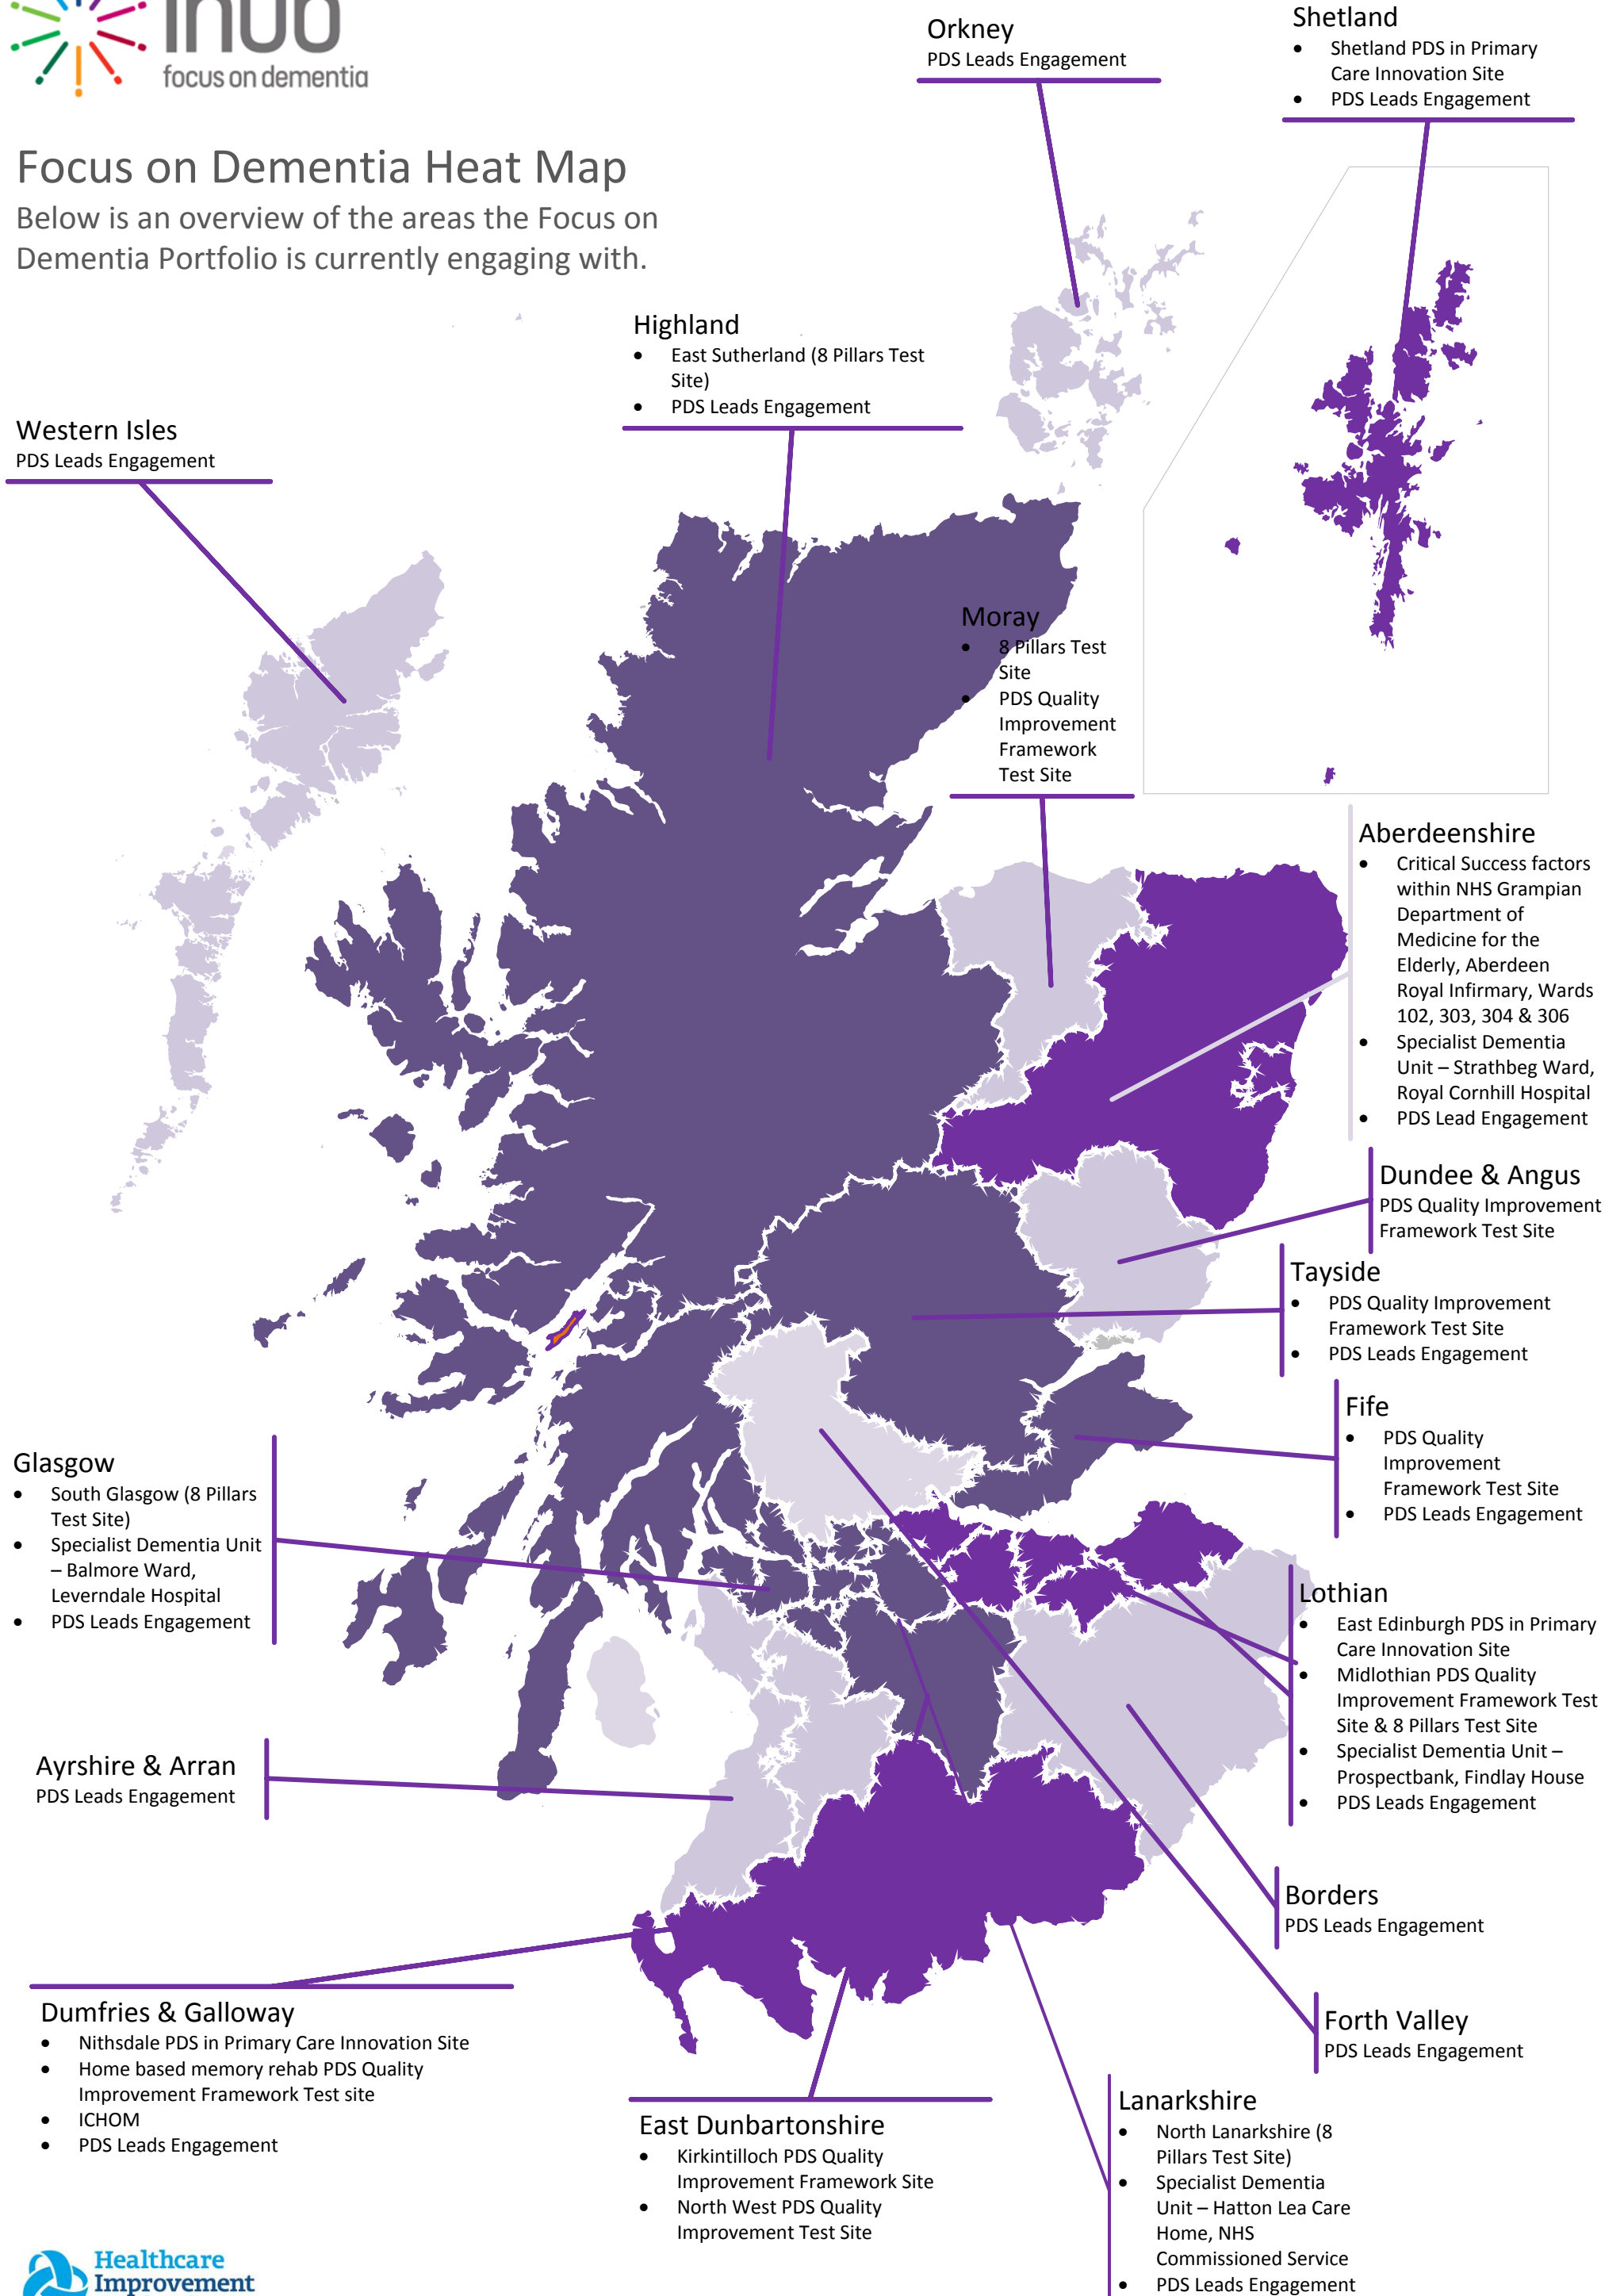 ihub
focus on dementia
Focus on Dementia Heat Map
Below is an overview of the areas the Focus on
Dementia Portfolio is currently engaging with.
Orkney
PDS Leads Engagement
Shetland
• Shetland PDS in Primary
Care Innovation Site
• PDS Leads Engagement
Highland
• East Sutherland (8 Pillars Test
Site)
• PDS Leads Engagement
Western Isles
PDS Leads Engagement
Moray
• 8 Pillars Test
Site
• PDS Quality
Improvement
Framework
Test Site
Aberdeenshire
• Critical Success factors
within NHS Grampian
Department of
Medicine for the
Elderly, Aberdeen
Royal Infirmary, Wards
102, 303, 304 & 306
• Specialist Dementia
Unit – Strathbeg Ward,
Royal Cornhill Hospital
• PDS Lead Engagement
Dundee & Angus
PDS Quality Improvement
Framework Test Site
Tayside
• PDS Quality Improvement
Framework Test Site
• PDS Leads Engagement
Fife
• PDS Quality
Improvement
Framework Test Site
• PDS Leads Engagement
Glasgow
• South Glasgow (8 Pillars
Test Site)
• Specialist Dementia Unit
– Balmore Ward,
Leverndale Hospital
• PDS Leads Engagement
Lothian
• East Edinburgh PDS in Primary
Care Innovation Site
• Midlothian PDS Quality
Improvement Framework Test
Site & 8 Pillars Test Site
• Specialist Dementia Unit –
Prospectbank, Findlay House
• PDS Leads Engagement
Ayrshire & Arran
PDS Leads Engagement
Borders
PDS Leads Engagement
Forth Valley
PDS Leads Engagement
Dumfries & Galloway
• Nithsdale PDS in Primary Care Innovation Site
• Home based memory rehab PDS Quality
Improvement Framework Test site
• ICHOM
• PDS Leads Engagement
East Dunbartonshire
• Kirkintilloch PDS Quality
Improvement Framework Site
• North West PDS Quality
Improvement Test Site
Lanarkshire
• North Lanarkshire (8
Pillars Test Site)
• Specialist Dementia
Unit – Hatton Lea Care
Home, NHS
Commissioned Service
• PDS Leads Engagement
Healthcare
Improvement